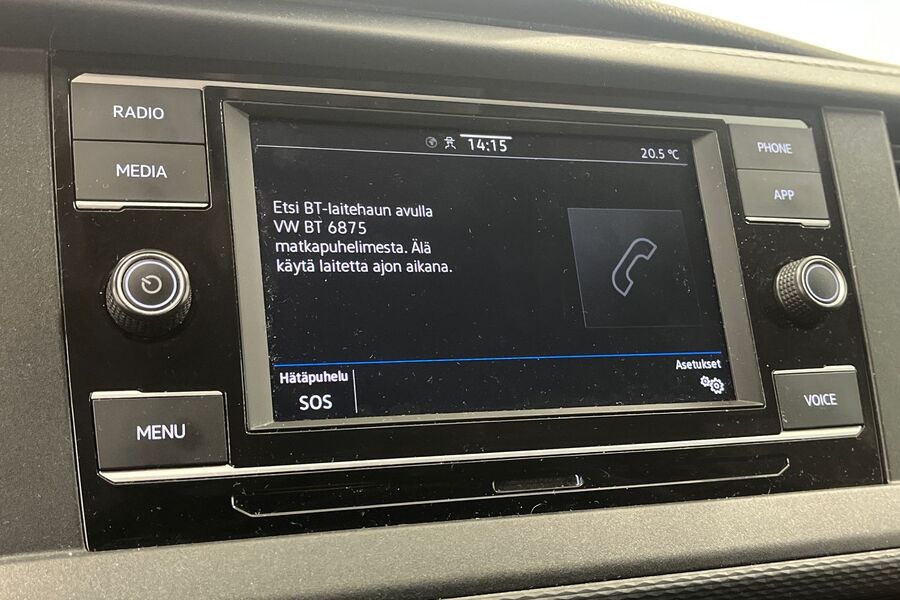 RADIO
MEDIA
MENU
14:15
20.5 °C
Etsi BT-laitehaun avulla
VW BT 6875
matkapuhelimesta. Älä
käytä laitetta ajon aikana.
Hätäpuhelu
SOS
Asetukset
PHONE
APP
VOICE